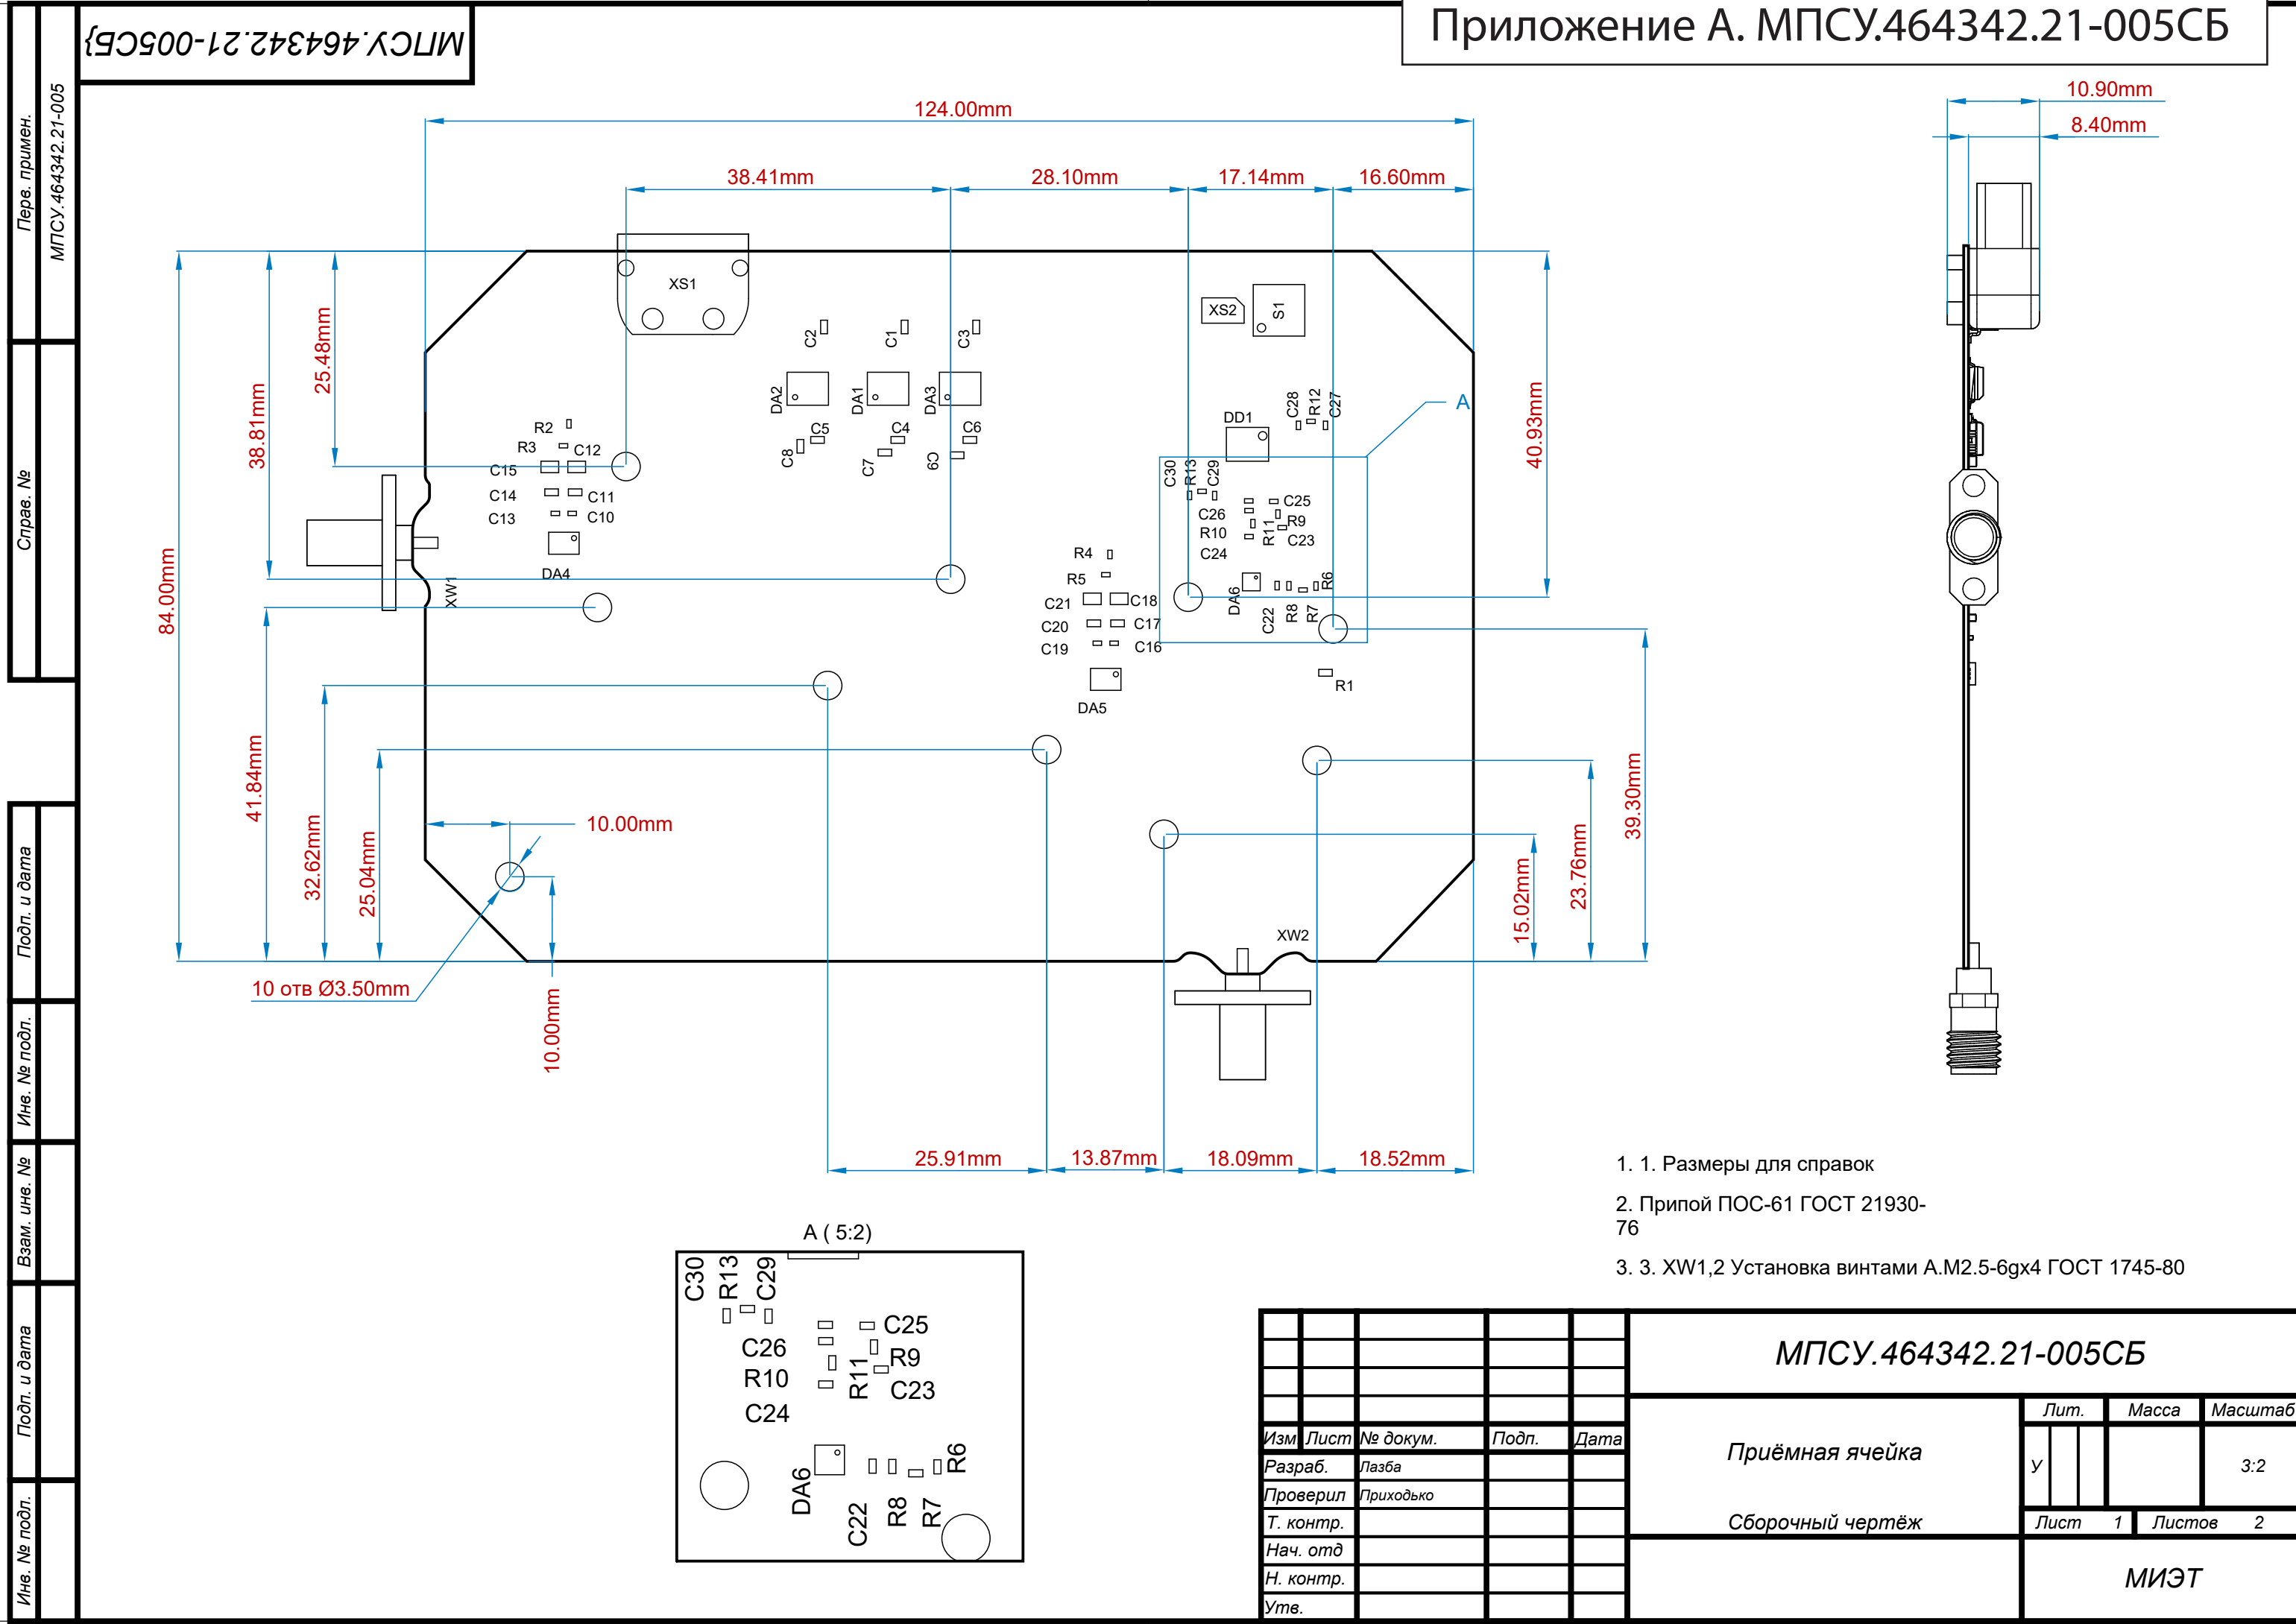 Приложение А. МПСУ.464342.21-005СБ
МПСУ.464342.21-005СБ}
Перв. примен.
МПСУ.464342.21-005
Справ. №
Подп. и дата
Инв. № подл.
Взам. инв. №
Подп. и дата
Инв. № подл.
124.00mm
38.41mm
28.10mm
17.14mm
16.60mm
10.90mm
8.40mm
84.00mm
38.81mm
25.48mm
40.93mm
41.84mm
32.62mm
25.04mm
10.00mm
10.00mm
10 отв Ø3.50mm
15.02mm
23.76mm
39.30mm
25.91mm
13.87mm
18.09mm
18.52mm
XS1
XS2
S1
C2
C1
C3
DA2
DA1
DA3
C5
C4
C6
C8
C7
C9
C28
R12
C27
DD1
A
R2
R3
C12
C15
C14
C11
C13
C10
DA4
XW1
C30
R13
C29
C25
C26
R9
R10
R11
C23
C24
R4
R5
C21
C18
C20
C17
C19
C16
DA5
DA6
C22
R8
R7
R6
R1
XW2
A ( 5:2)
C30
R13
C29
C25
C26
R9
R10
R11
C23
C24
DA6
C22
R8
R7
R6
1. 1. Размеры для справок
2. Припой ПОС-61 ГОСТ 21930-
76
3. 3. XW1,2 Установка винтами А.М2.5-6gx4 ГОСТ 1745-80
МПСУ.464342.21-005СБ
Изм Лист № докум. Подп. Дата
Разраб. Лазба
Проверил Приходько
Т. контр.
Нач. отд
Н. контр.
Утв.
Приёмная ячейка
Сборочный чертёж
Лит. Масса Масштаб
У 3:2
Лист 1 Листов 2
МИЭТ